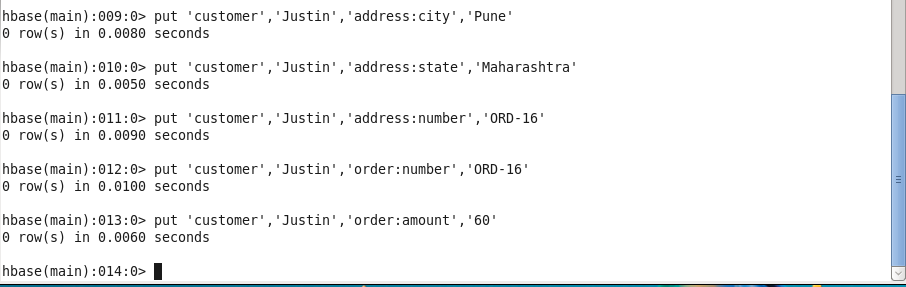 hbase(main):009:0> put 'customer','Justin','address:city','Pune'
0 row(s) in 0.0080 seconds
hbase(main):010:0> put 'customer','Justin','address:state','Maharashtra'
0 row(s) in 0.0050 seconds
hbase(main):011:0> put 'customer','Justin','address:number','ORD-16'
0 row(s) in 0.0090 seconds
hbase(main):012:0> put 'customer','Justin','order:number','ORD-16'
0 row(s) in 0.0100 seconds
hbase(main):013:0> put 'customer','Justin','order:amount','60'
0 row(s) in 0.0060 seconds
hbase(main):014:0>